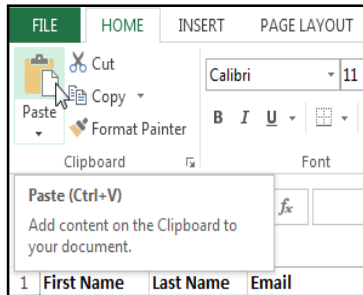 FILE HOME INSERT PAGE LAYOUT
Cut
Copy
Format Painter
Paste
Clipboard
Calibri 11
B I U
Font
Paste (Ctrl+V)
Add content on the Clipboard to
your document.
fx
1 First Name Last Name Email